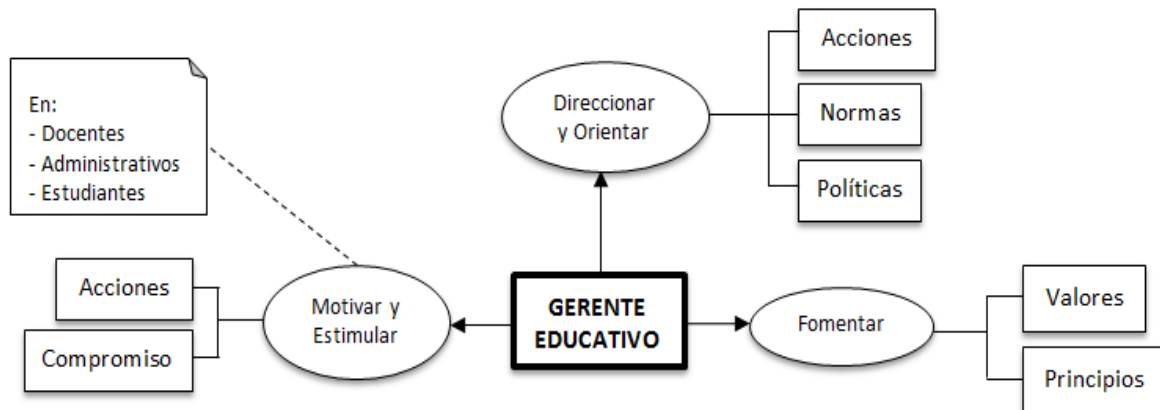 En:
- Docentes
- Administrativos
- Estudiantes
Direccionar
y Orientar
Acciones
Normas
Políticas
Acciones
Compromiso
Motivar y
Estimular
GERENTE
EDUCATIVO
Fomentar
Valores
Principios